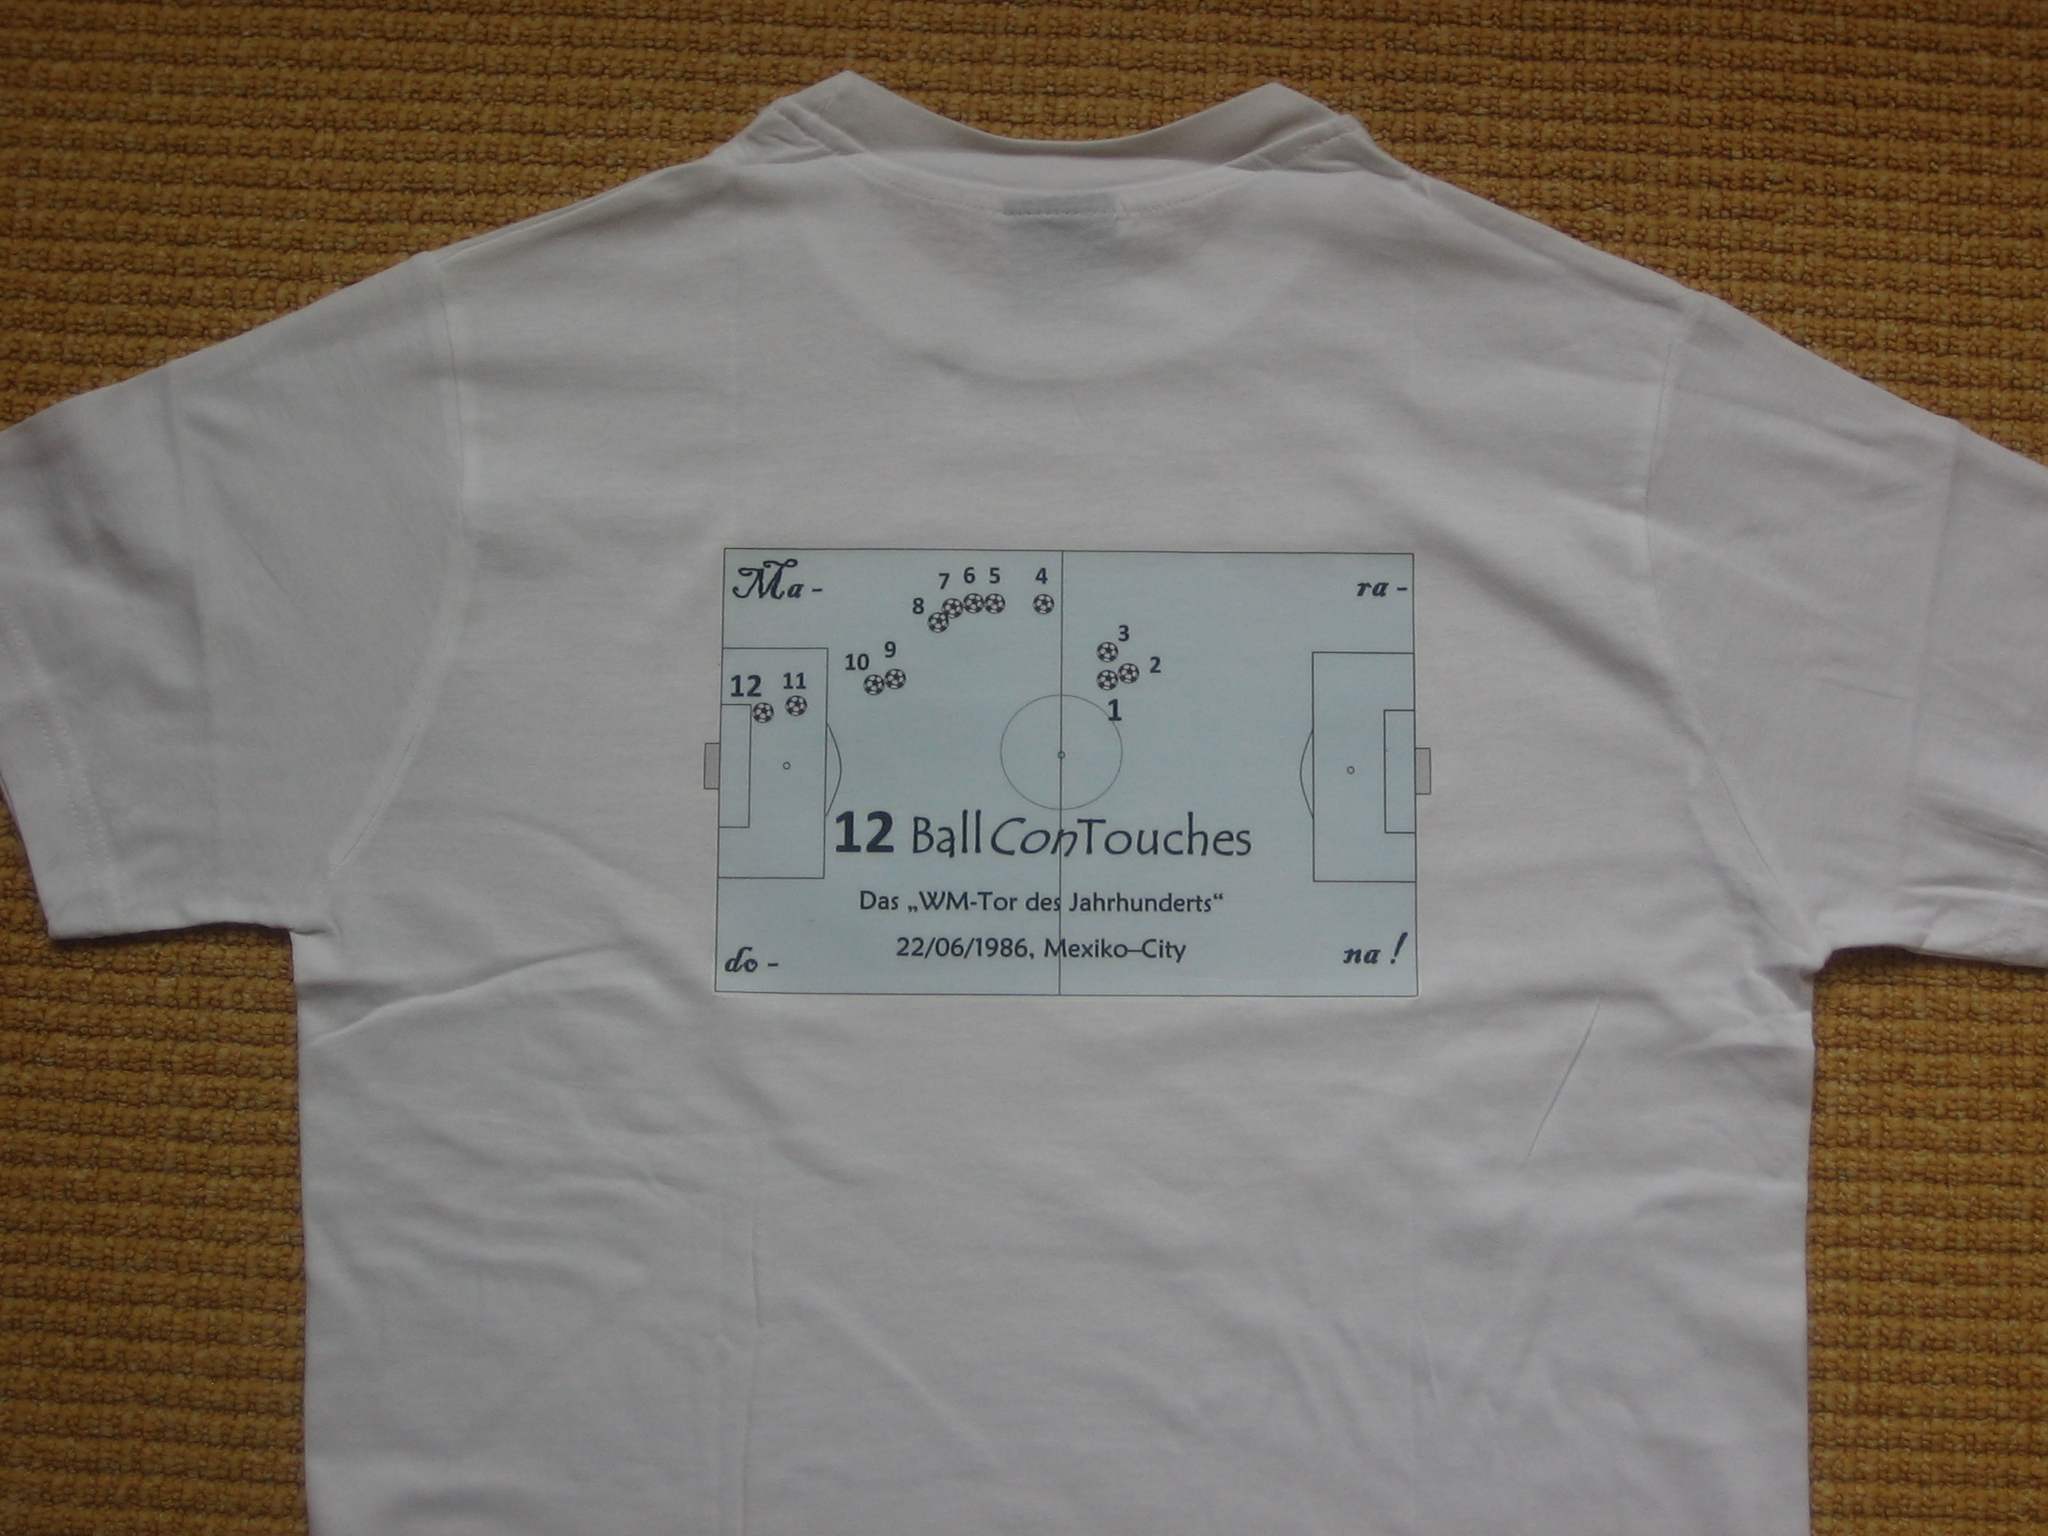 Ma - ra -
7 6 5 4
8
3
10 9 2
12 11
1
12 BallConTouches
Das „WM-Tor des Jahrhunderts“
22/06/1986, Mexiko–City
do - na !